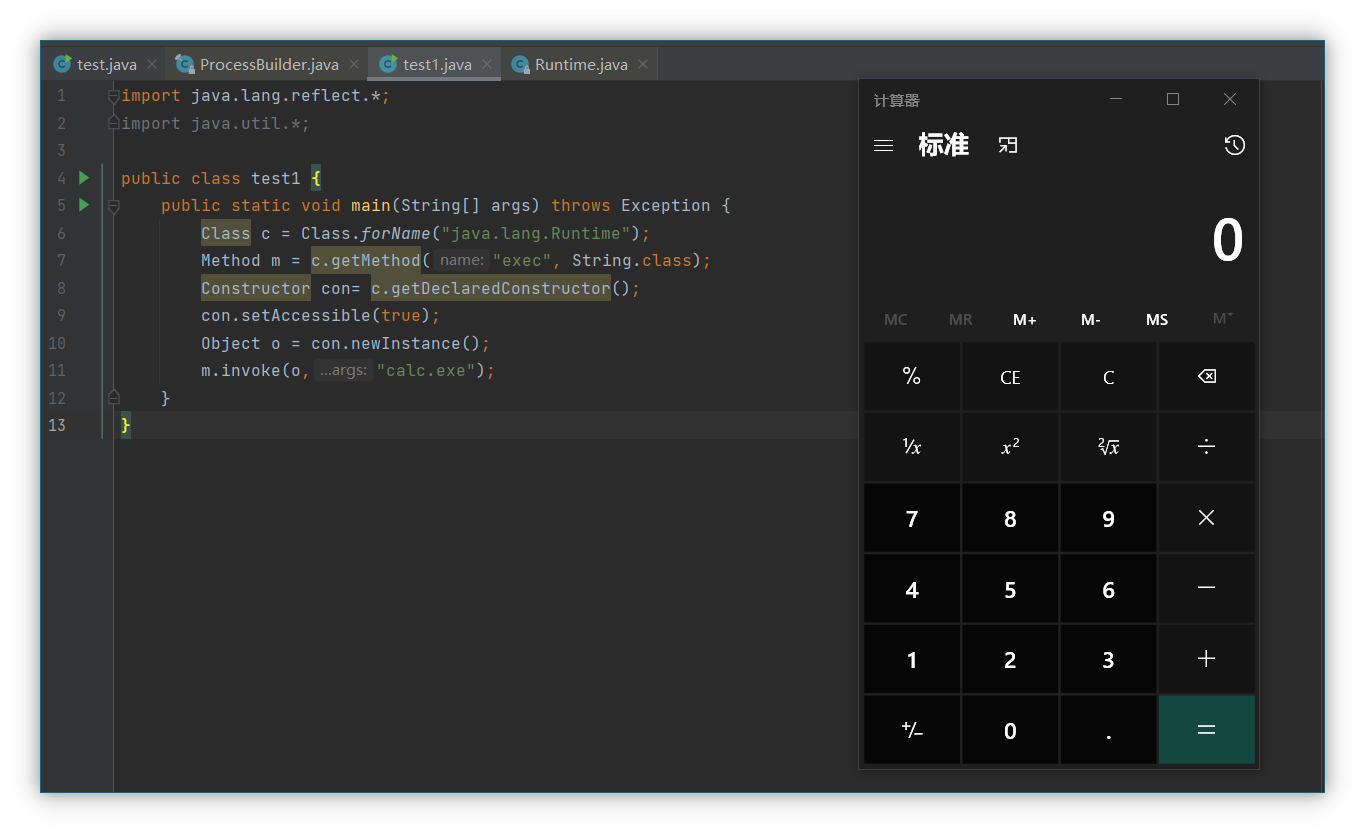 test.java ProcessBuilder.java test1.java Runtime.java
1 import java.lang.reflect.*;
2 import java.util.*;
3
4 public class test1 {
5 public static void main(String[] args) throws Exception {
6 Class c = Class.forName("java.lang.Runtime");
7 Method m = c.getMethod( name: "exec", String.class);
8 Constructor con= c.getDeclaredConstructor();
9 con.setAccessible(true);
10 Object o = con.newInstance();
11 m.invoke(o, ...args: "calc.exe");
12 }
13 }
计算器
标准
0
MC MR M+ M- MS M˅
% CE C
¹/x x² ²√x ÷
7 8 9 ×
4 5 6 −
1 2 3 +
+/− 0 . =